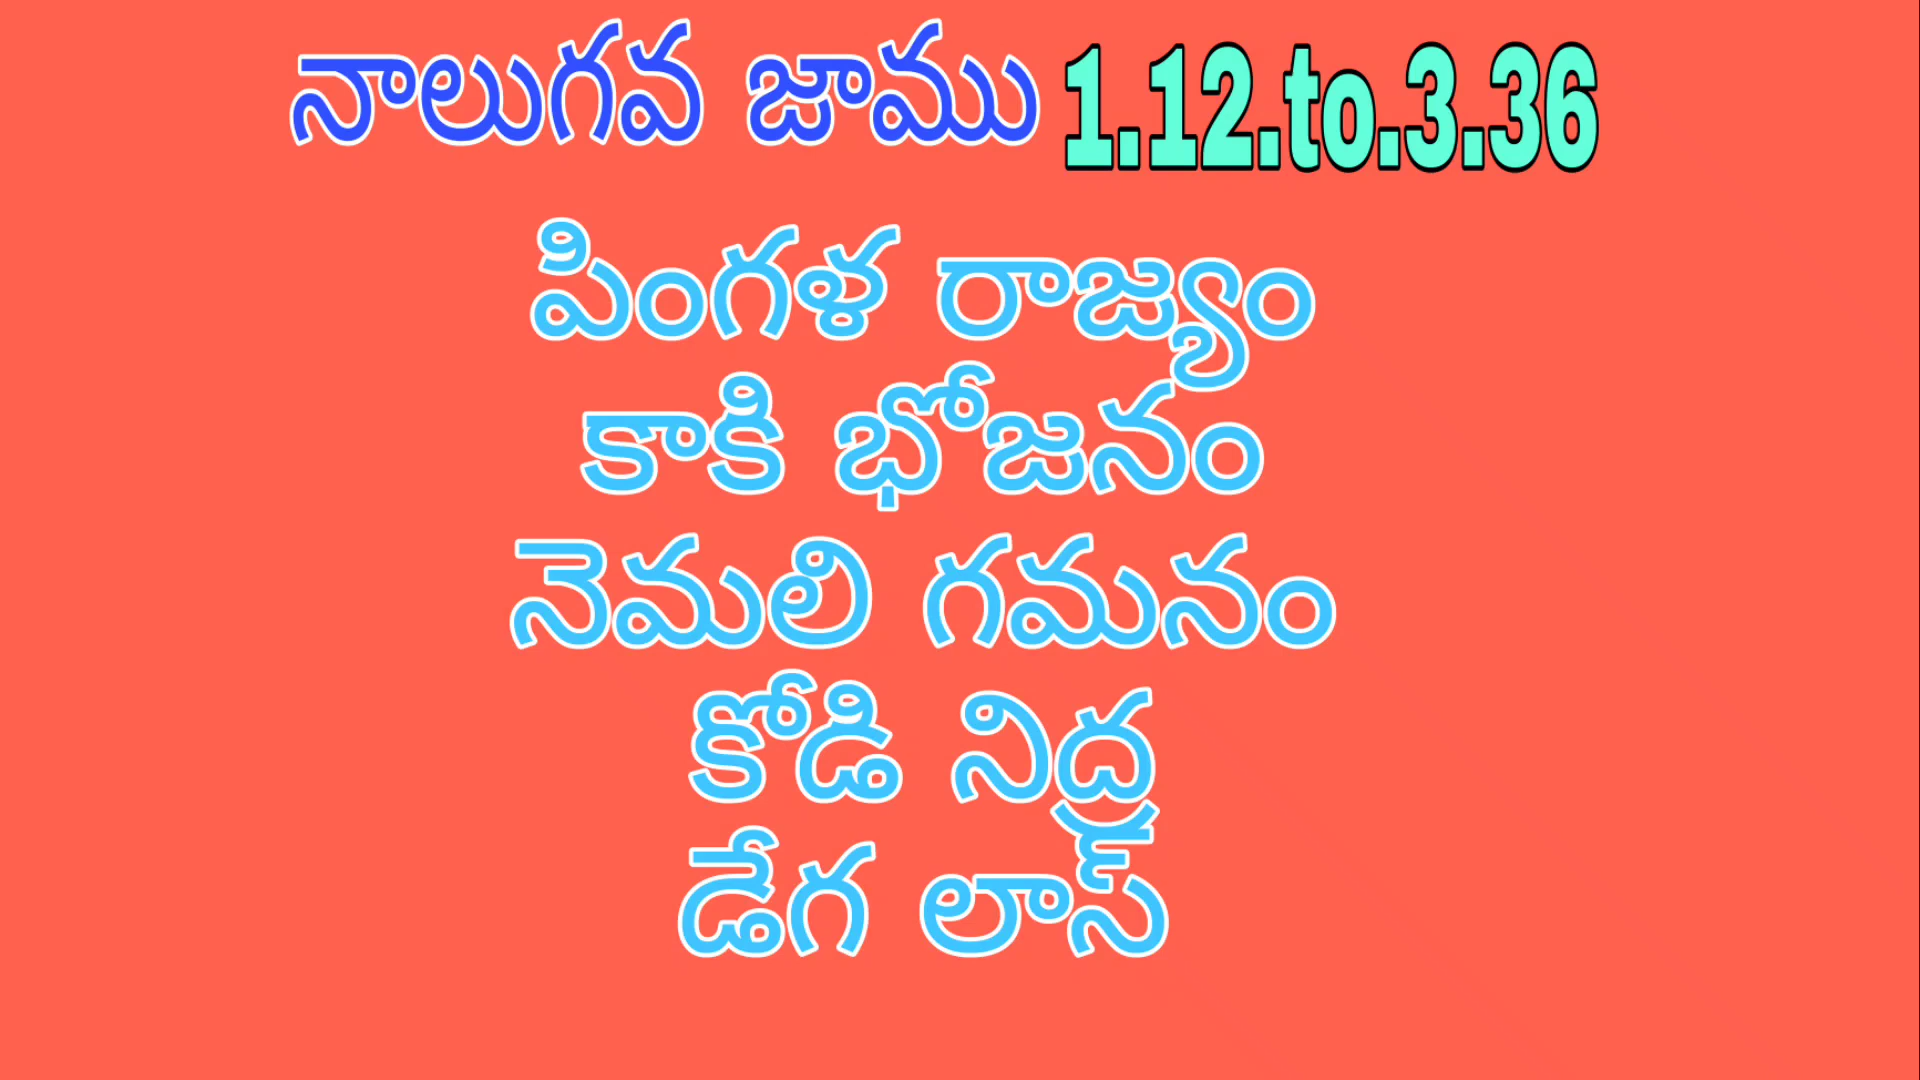 నాలుగవ జాము 1.12.to.3.36
పింగళ రాజ్యం
కాకి భోజనం
నెమలి గమనం
కోడి నిద్ర
డేగ లాస్